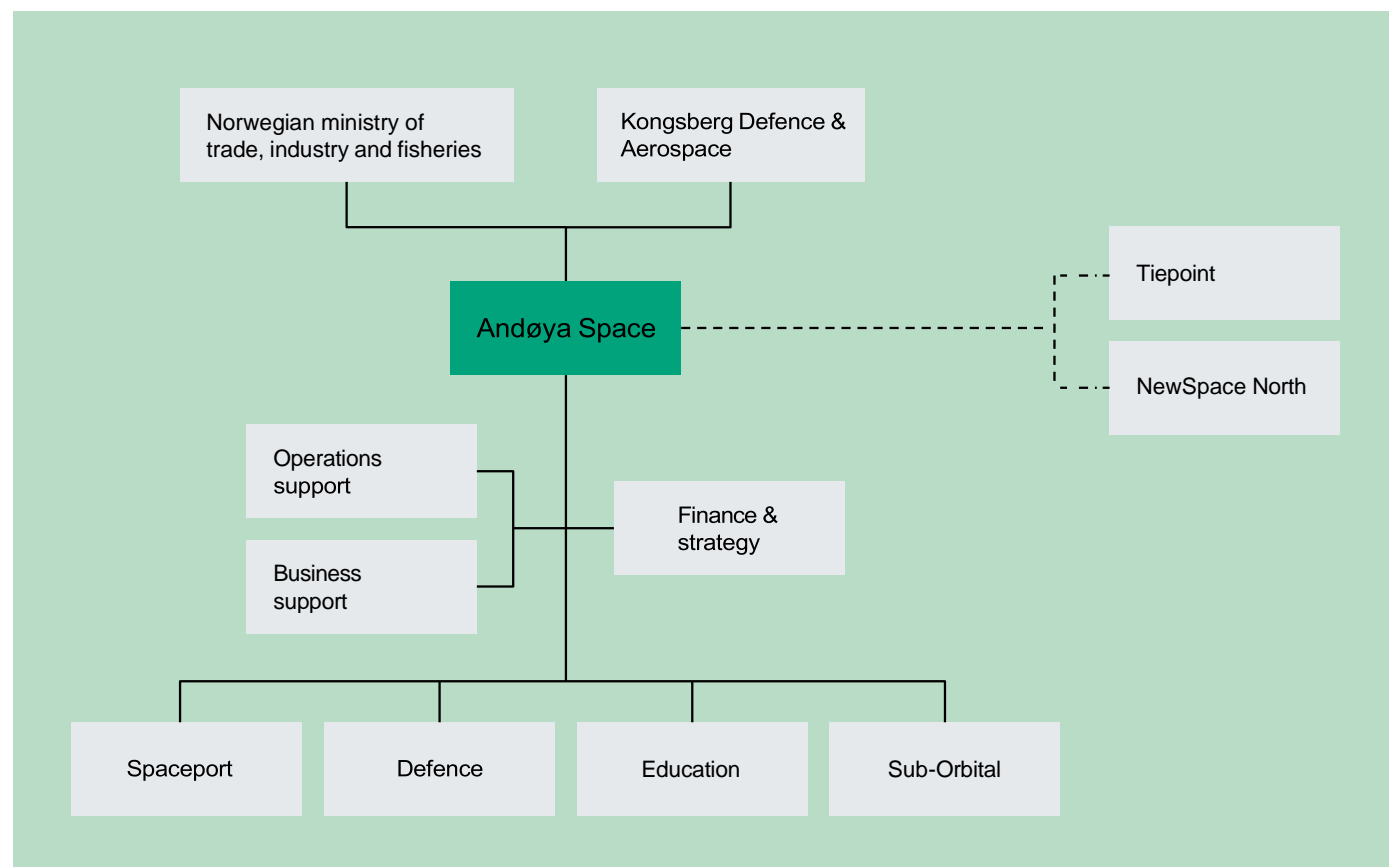 Norwegian ministry of
trade, industry and fisheries
Kongsberg Defence &
Aerospace
Tiepoint
Andøya Space
NewSpace North
Operations
support
Finance &
strategy
Business
support
Spaceport
Defence
Education
Sub-Orbital